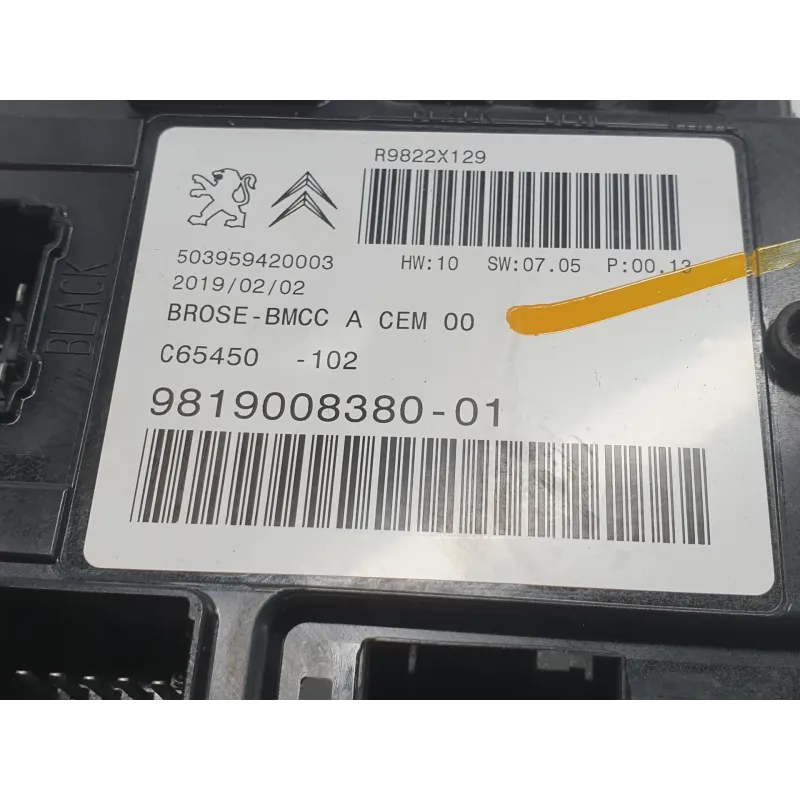 R9822X129
503959420003 HW:10 SW:07.05 P:00.13
2019/02/02
BROSE-BMCC A CEM 00
C65450 -102
9819008380-01
BLACK